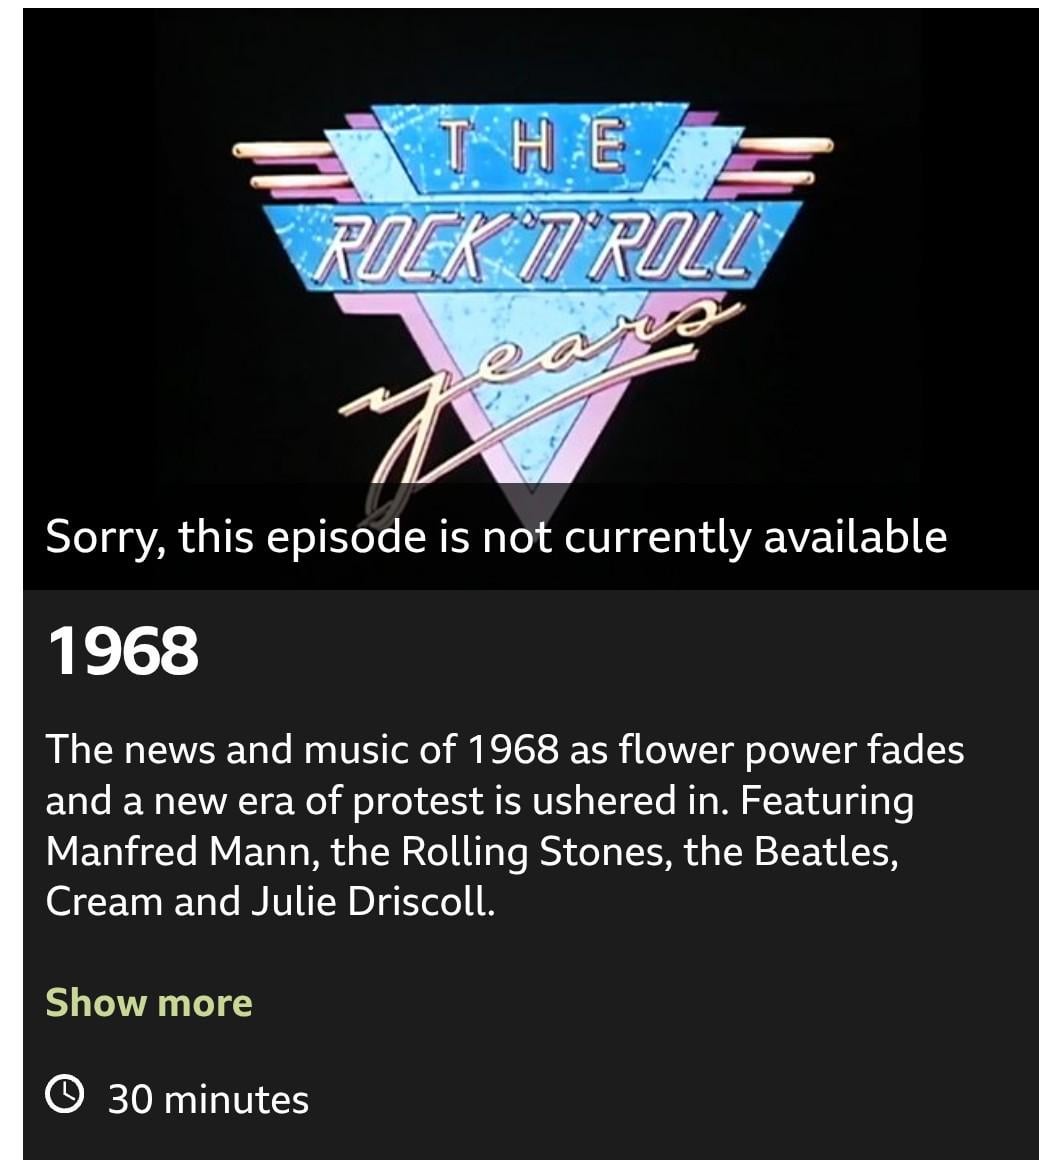 THE
ROCK 'N' ROLL
years
Sorry, this episode is not currently available
1968
The news and music of 1968 as flower power fades
and a new era of protest is ushered in. Featuring
Manfred Mann, the Rolling Stones, the Beatles,
Cream and Julie Driscoll.
Show more
30 minutes